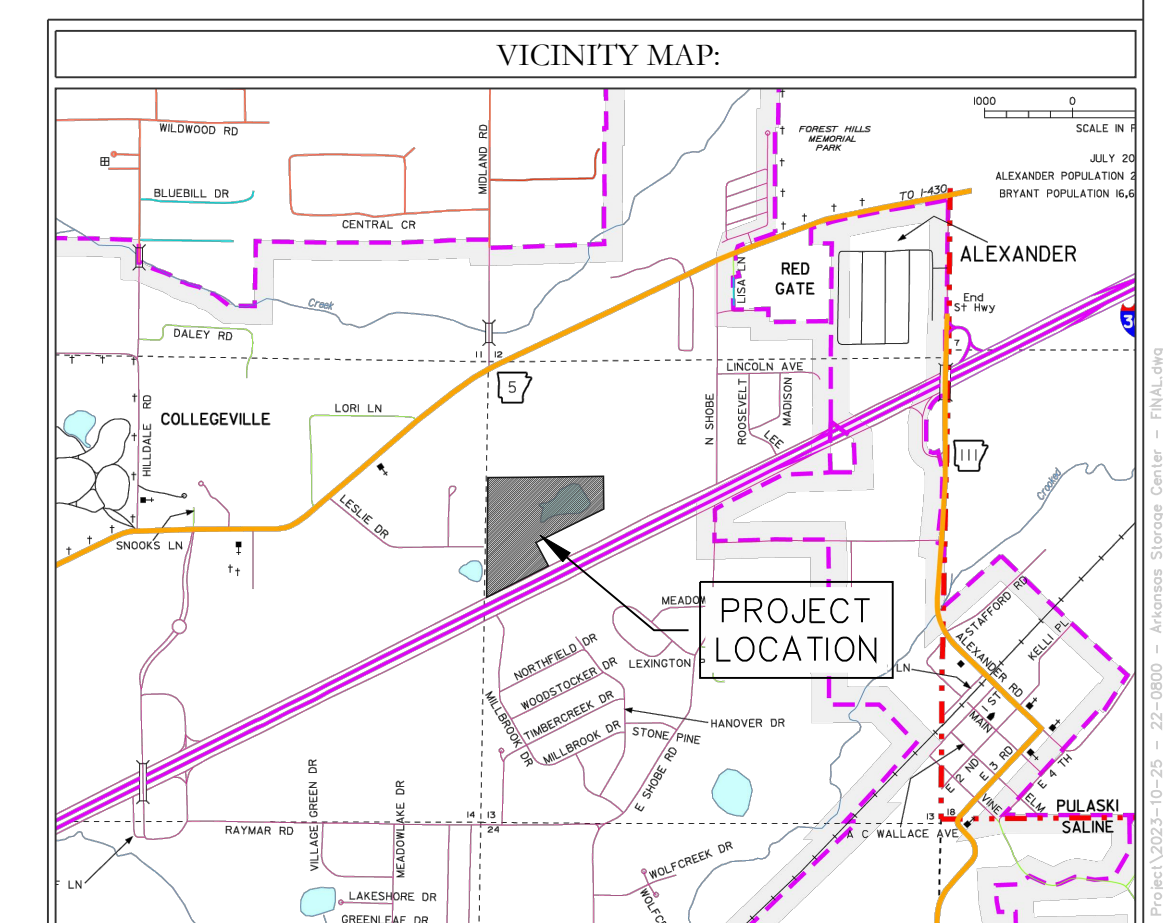 VICINITY MAP:
1000 0
SCALE IN
JULY 20
ALEXANDER POPULATION 2
BRYANT POPULATION 16,6
FOREST HILLS
MEMORIAL
PARK
WILDWOOD RD
MIDLAND RD
BLUEBILL DR
CENTRAL CR
TO I-430
ALEXANDER
RED
GATE
LISA LN
End
St Hwy
Creek
DALEY RD
11 12
5
7
LINCOLN AVE
N SHOBE
ROOSEVELT
MADISON
LEE
LORI LN
COLLEGEVILLE
HILLDALE RD
111
LESLIE DR
SNOOKS LN
Crooked
PROJECT
LOCATION
MEADOW
LEXINGTON
NORTHFIELD DR
WOODSTOCKER DR
TIMBERCREEK DR
MILLBROOK DR
MILLBROOK DR
HANOVER DR
STONE PINE
E SHOBE RD
STAFFORD RD
KELLI PL
ALEXANDER RD
LN
1 ST
MAIN
E 2 ND
E 3 RD
E 4 TH
VINE
ELM
PULASKI
SALINE
A C WALLACE AVE
13 18
14 13
24
RAYMAR RD
VILLAGE GREEN DR
MEADOWLAKE DR
WOLFCREEK DR
LN
LAKESHORE DR
GREENLEAF DR
Project\2023-10-25 - 22-0800 - Arkansas Storage Center - FINAL.dwg